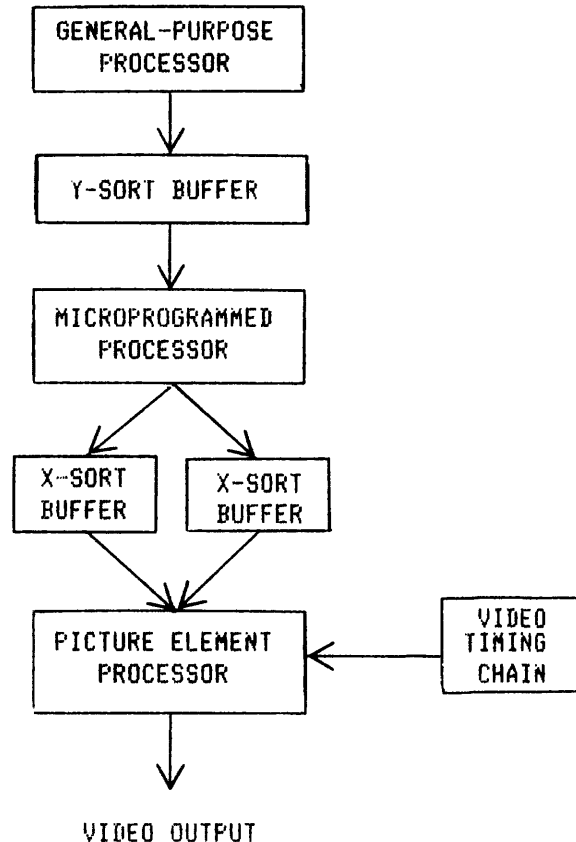 GENERAL-PURPOSE
PROCESSOR
Y-SORT BUFFER
MICROPROGRAMMED
PROCESSOR
X-SORT
BUFFER
X-SORT
BUFFER
PICTURE ELEMENT
PROCESSOR
VIDEO
TIMING
CHAIN
VIDEO OUTPUT